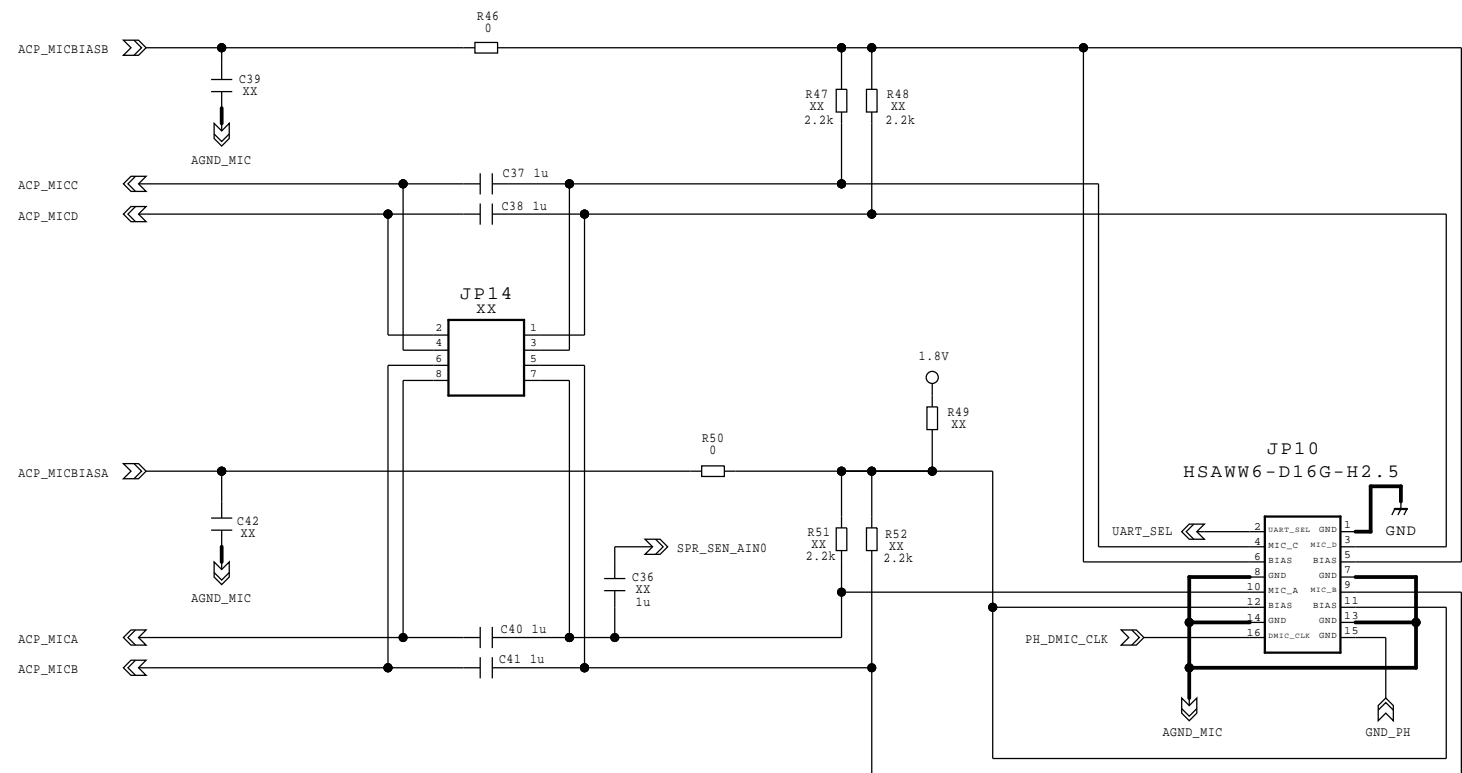 R46
0
ACP_MICBIASB
C39
XX
AGND_MIC
R47
XX
2.2k
R48
XX
2.2k
ACP_MICC
C37 1u
ACP_MICD
C38 1u
JP14
XX
2
1
4
3
6
5
8
7
1.8V
R49
XX
R50
0
ACP_MICBIASA
C42
XX
AGND_MIC
R51
XX
2.2k
R52
XX
2.2k
SPR_SEN_AIN0
C36
XX
1u
ACP_MICA
C40 1u
ACP_MICB
C41 1u
JP10
HSAWW6-D16G-H2.5
GND
UART_SEL
2 UART_SEL GND 1
4 MIC_C MIC_D 3
6 BIAS BIAS 5
8 GND GND 7
10 MIC_A MIC_B 9
12 BIAS BIAS 11
14 GND GND 13
16 DMIC_CLK GND 15
PH_DMIC_CLK
AGND_MIC
GND_PH